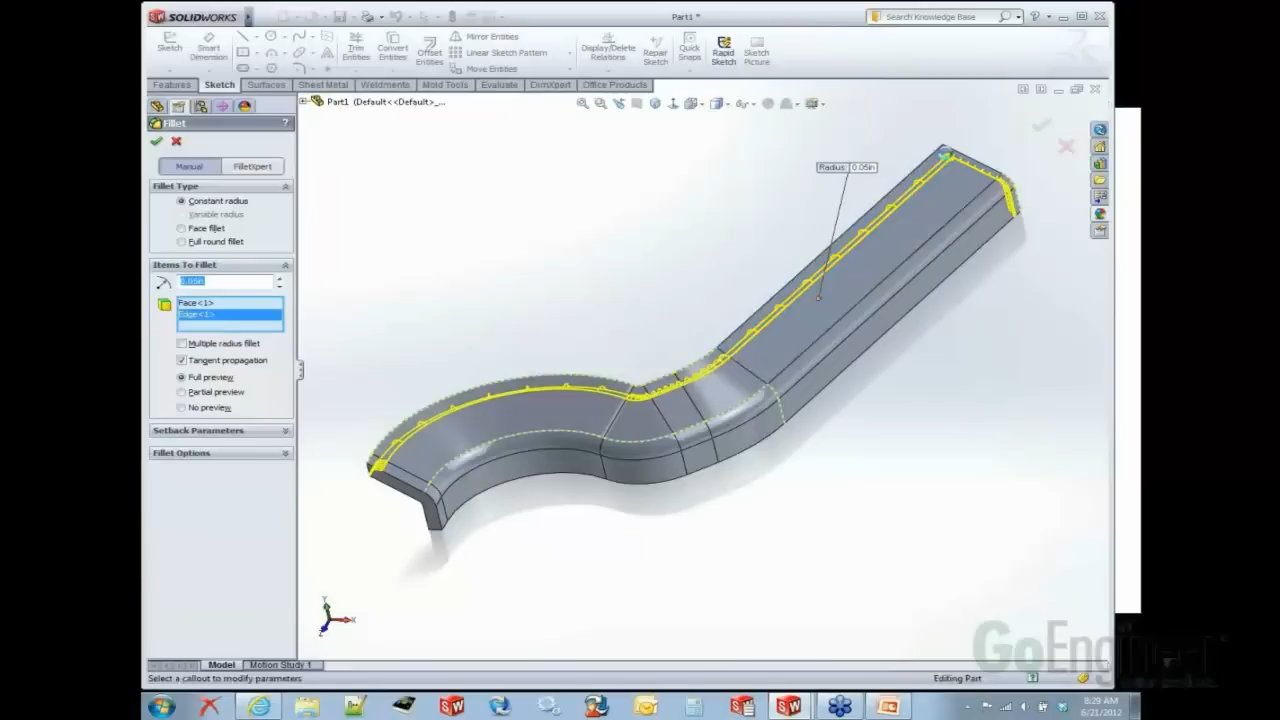 SOLIDWORKS
Part1 *
Search Knowledge Base
?
Sketch
Smart Dimension
Trim Entities
Convert Entities
Offset Entities
Mirror Entities
Linear Sketch Pattern
Move Entities
Display/Delete Relations
Repair Sketch
Quick Snaps
Rapid Sketch
Sketch Picture
Features
Sketch
Surfaces
Sheet Metal
Weldments
Mold Tools
Evaluate
DimXpert
Office Products
Part1 (Default<<Default>_...
Fillet
?
Manual
FilletXpert
Fillet Type
Constant radius
Variable radius
Face fillet
Full round fillet
Items To Fillet
0.05in
Face<1>
Edge<1>
Multiple radius fillet
Tangent propagation
Full preview
Partial preview
No preview
Setback Parameters
Fillet Options
Radius: 0.05in
Y
X
Z
GoEngineer
Model
Motion Study 1
Select a callout to modify parameters
Editing Part
8:29 AM
6/21/2012